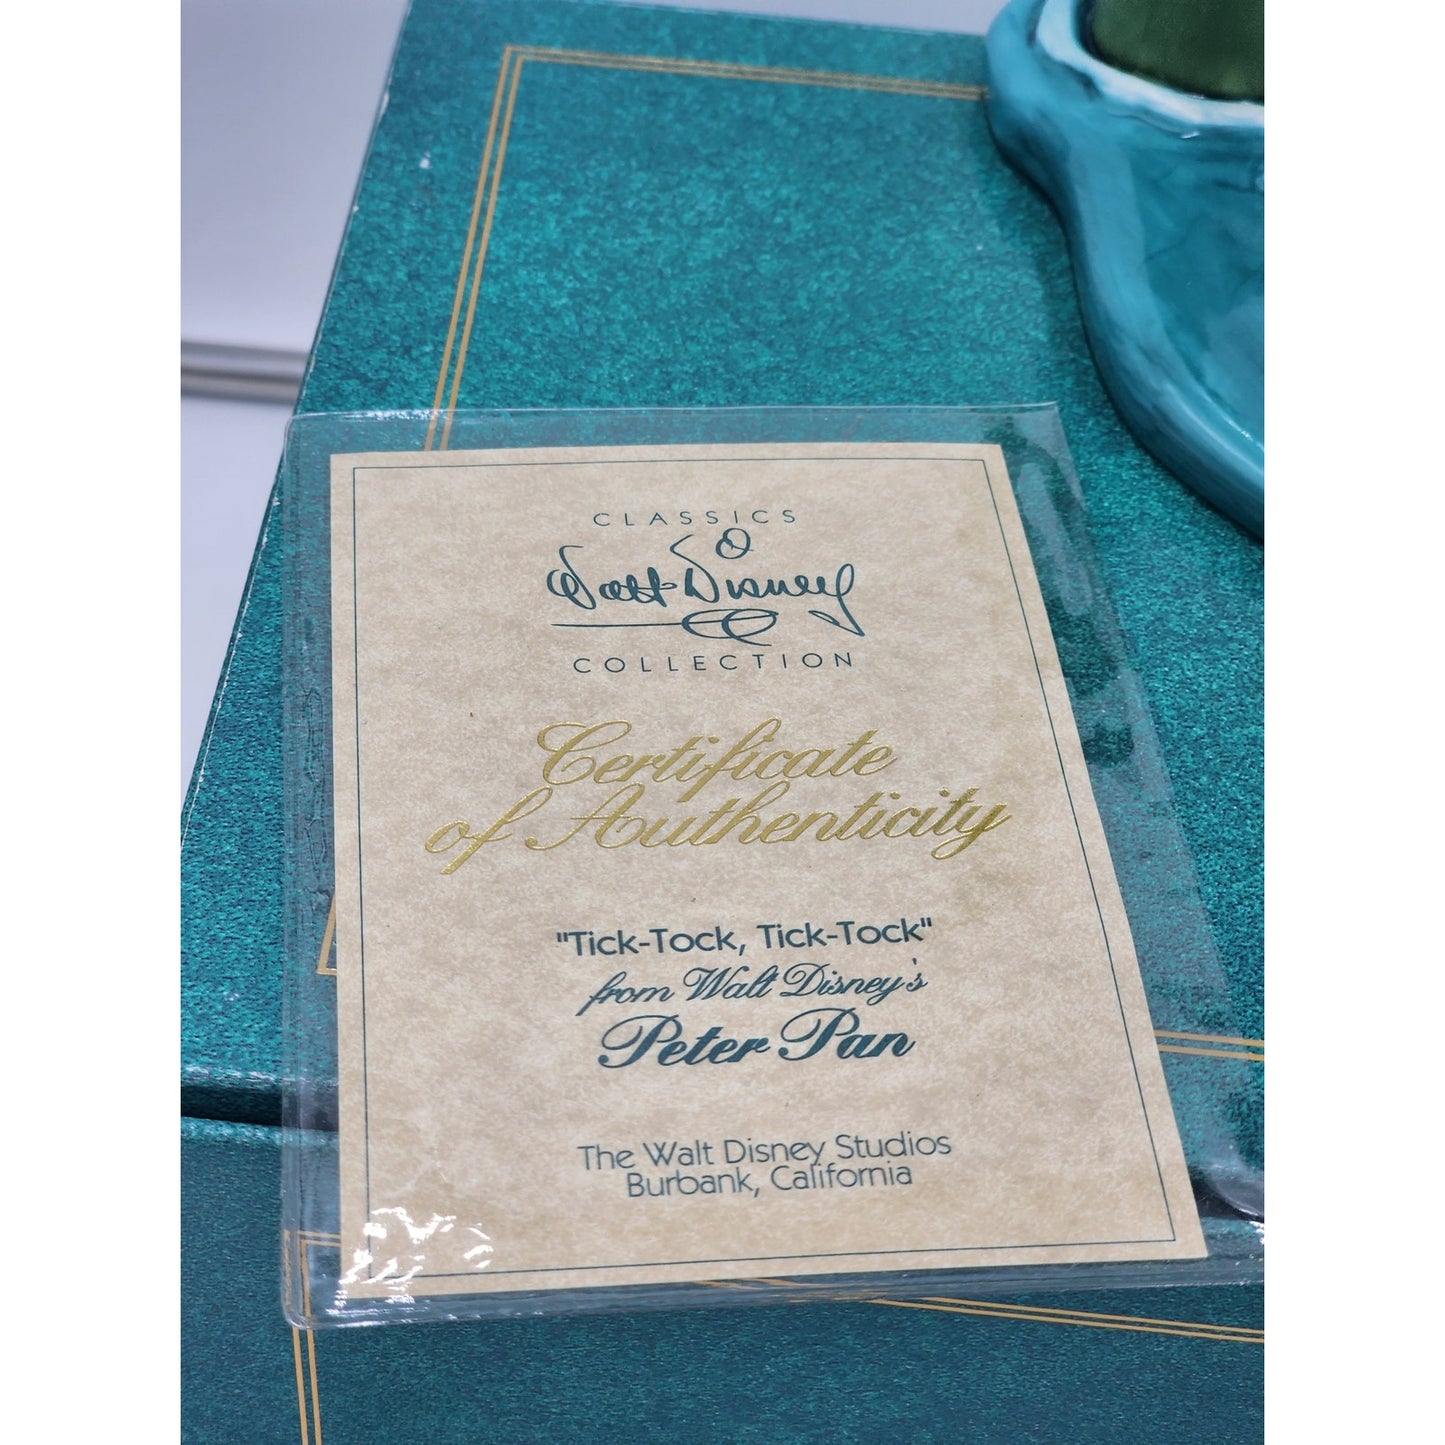 CLASSICS
Walt Disney
COLLECTION
Certificate
of Authenticity
"Tick-Tock, Tick-Tock"
from Walt Disney's
Peter Pan
The Walt Disney Studios
Burbank, California